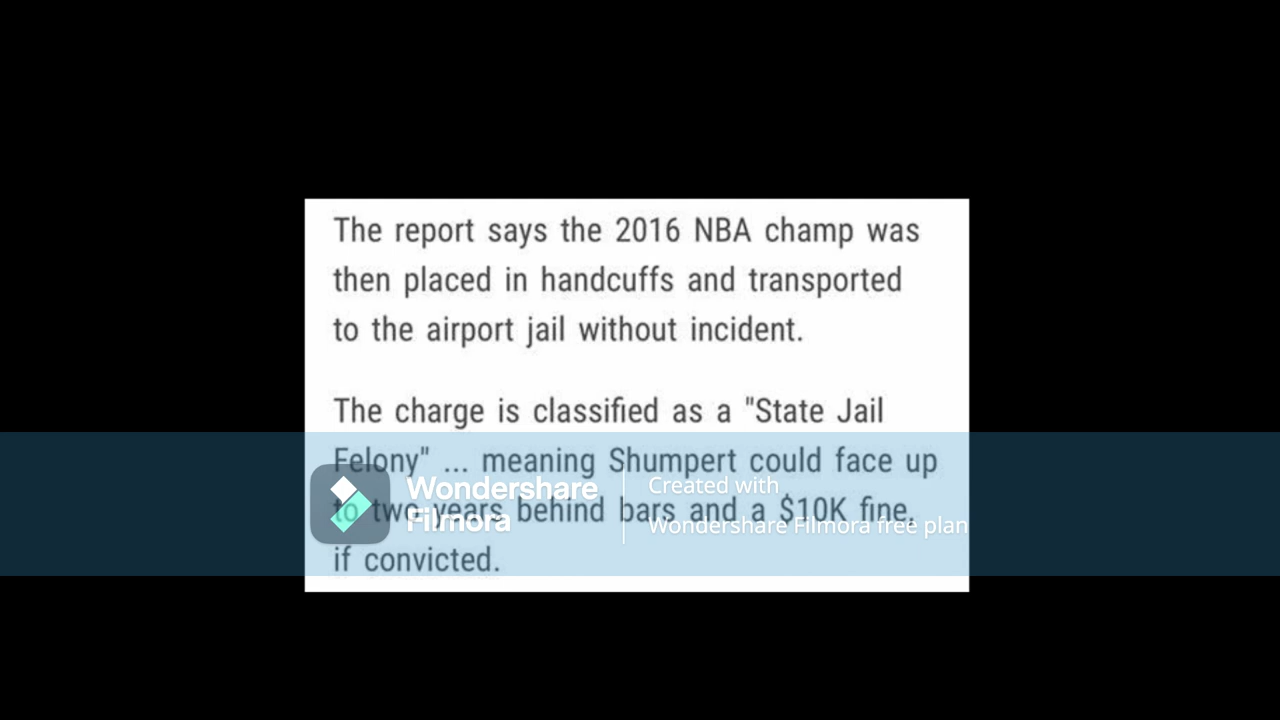 The report says the 2016 NBA champ was
then placed in handcuffs and transported
to the airport jail without incident.
The charge is classified as a "State Jail
Felony" ... meaning Shumpert could face up
to two years behind bars and a $10K fine,
if convicted.
Wondershare
Filmora
Created with
Wondershare Filmora free plan